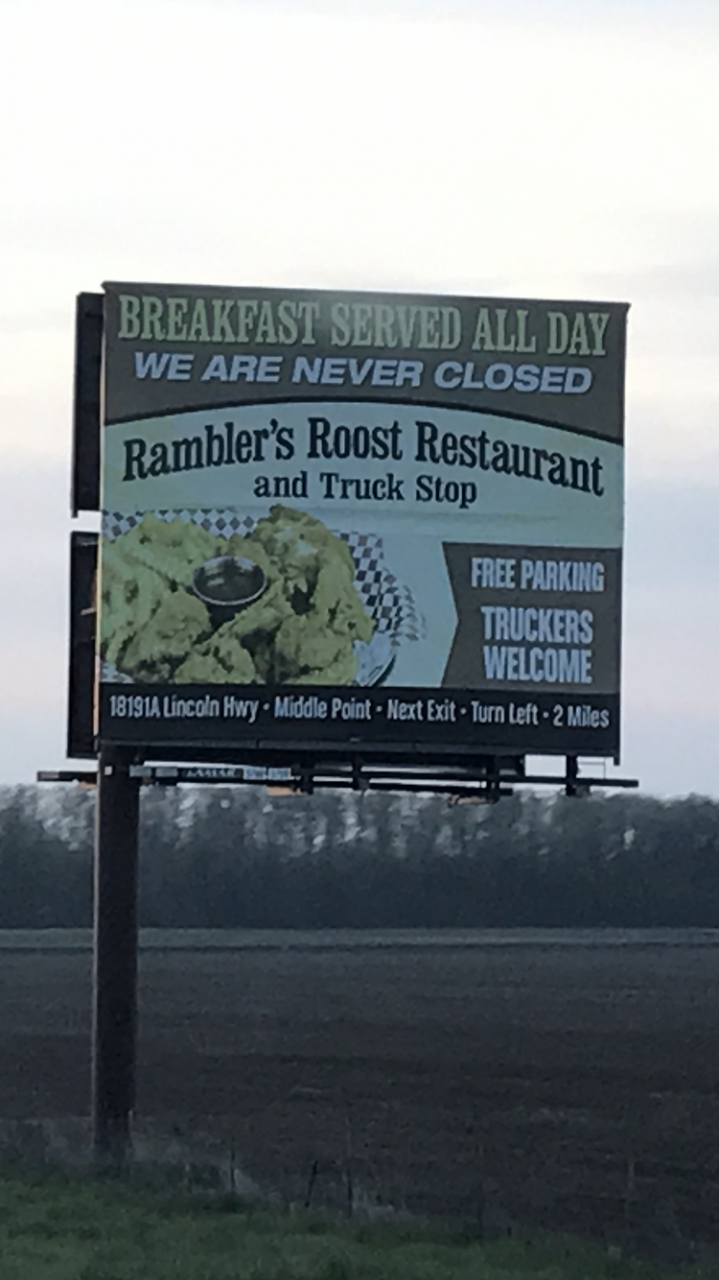 BREAKFAST SERVED ALL DAY
WE ARE NEVER CLOSED
Rambler's Roost Restaurant
and Truck Stop
FREE PARKING
TRUCKERS
WELCOME
18191A Lincoln Hwy • Middle Point • Next Exit • Turn Left • 2 Miles
LAMAR